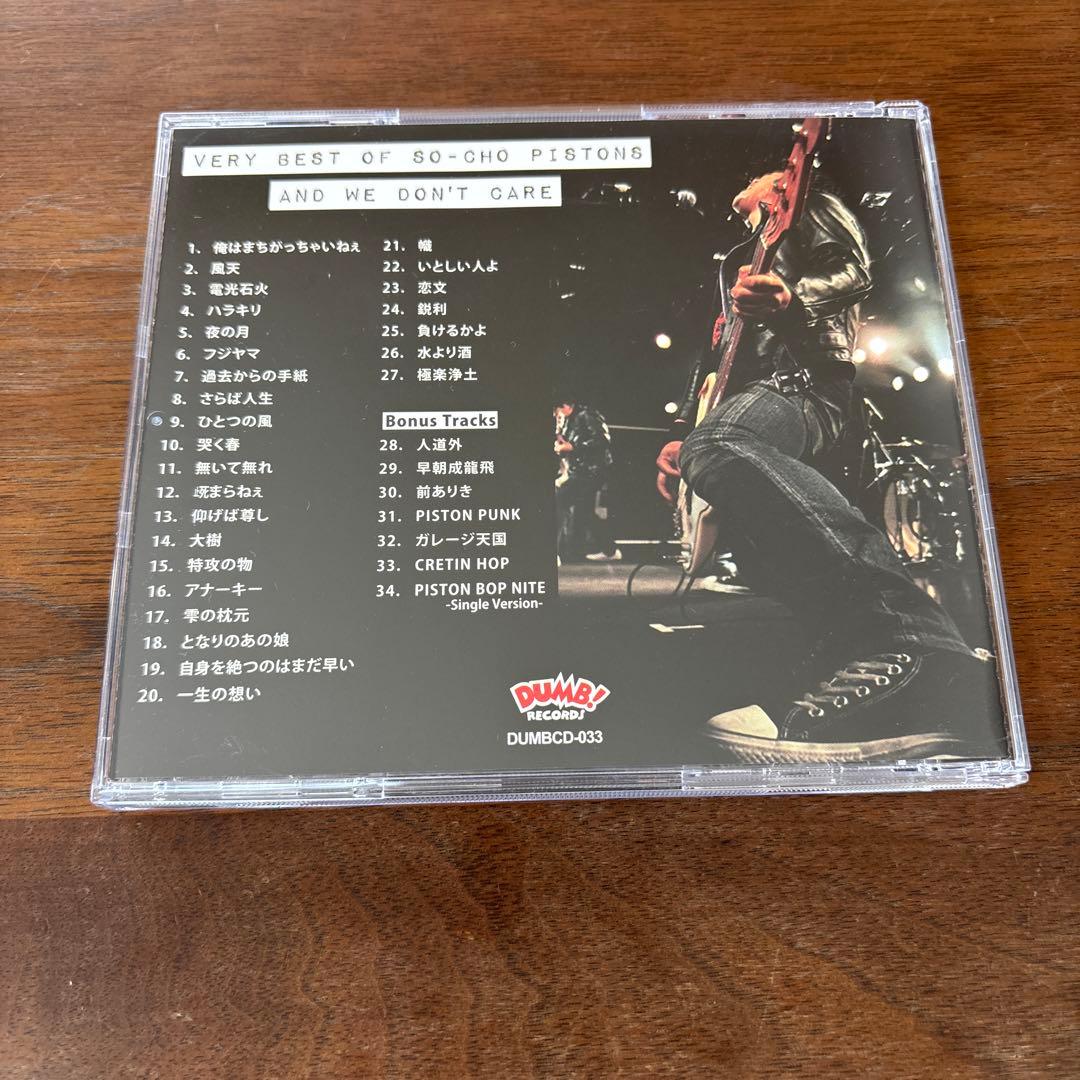 VERY BEST OF SO-CHO PISTONS
AND WE DON'T CARE
1. 俺はまちがっちゃいねぇ
2. 風天
3. 電光石火
4. ハラキリ
5. 夜の月
6. フジヤマ
7. 過去からの手紙
8. さらば人生
9. ひとつの風
10. 哭く春
11. 無いて無れ
12. 既まらねぇ
13. 仰げば尊し
14. 大樹
15. 特攻の物
16. アナーキー
17. 雫の枕元
18. となりのあの娘
19. 自身を絶つのはまだ早い
20. 一生の想い
21. 幟
22. いとしい人よ
23. 恋文
24. 鋭利
25. 負けるかよ
26. 水より酒
27. 極楽浄土
Bonus Tracks
28. 人道外
29. 早朝成龍飛
30. 前ありき
31. PISTON PUNK
32. ガレージ天国
33. CRETIN HOP
34. PISTON BOP NITE
-Single Version-
DUMB!
RECORDS
DUMBCD-033